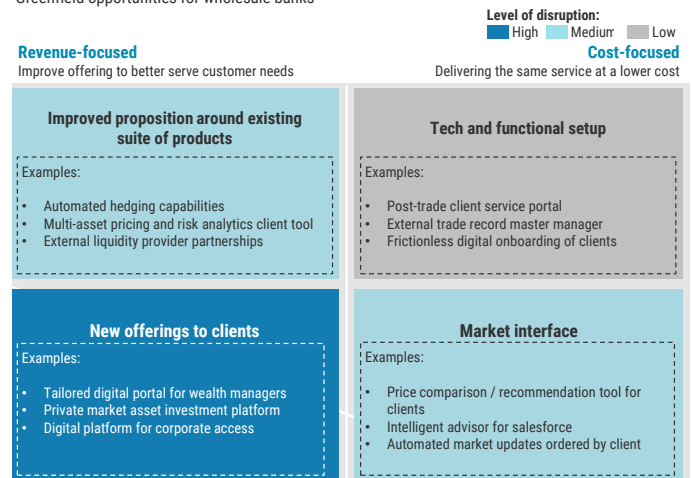 Greenfield opportunities for wholesale banks
Level of disruption:
High Medium Low
Revenue-focused
Improve offering to better serve customer needs
Cost-focused
Delivering the same service at a lower cost
Improved proposition around existing
suite of products
Examples:
• Automated hedging capabilities
• Multi-asset pricing and risk analytics client tool
• External liquidity provider partnerships
Tech and functional setup
Examples:
• Post-trade client service portal
• External trade record master manager
• Frictionless digital onboarding of clients
New offerings to clients
Examples:
• Tailored digital portal for wealth managers
• Private market asset investment platform
• Digital platform for corporate access
Market interface
Examples:
• Price comparison / recommendation tool for
clients
• Intelligent advisor for salesforce
• Automated market updates ordered by client